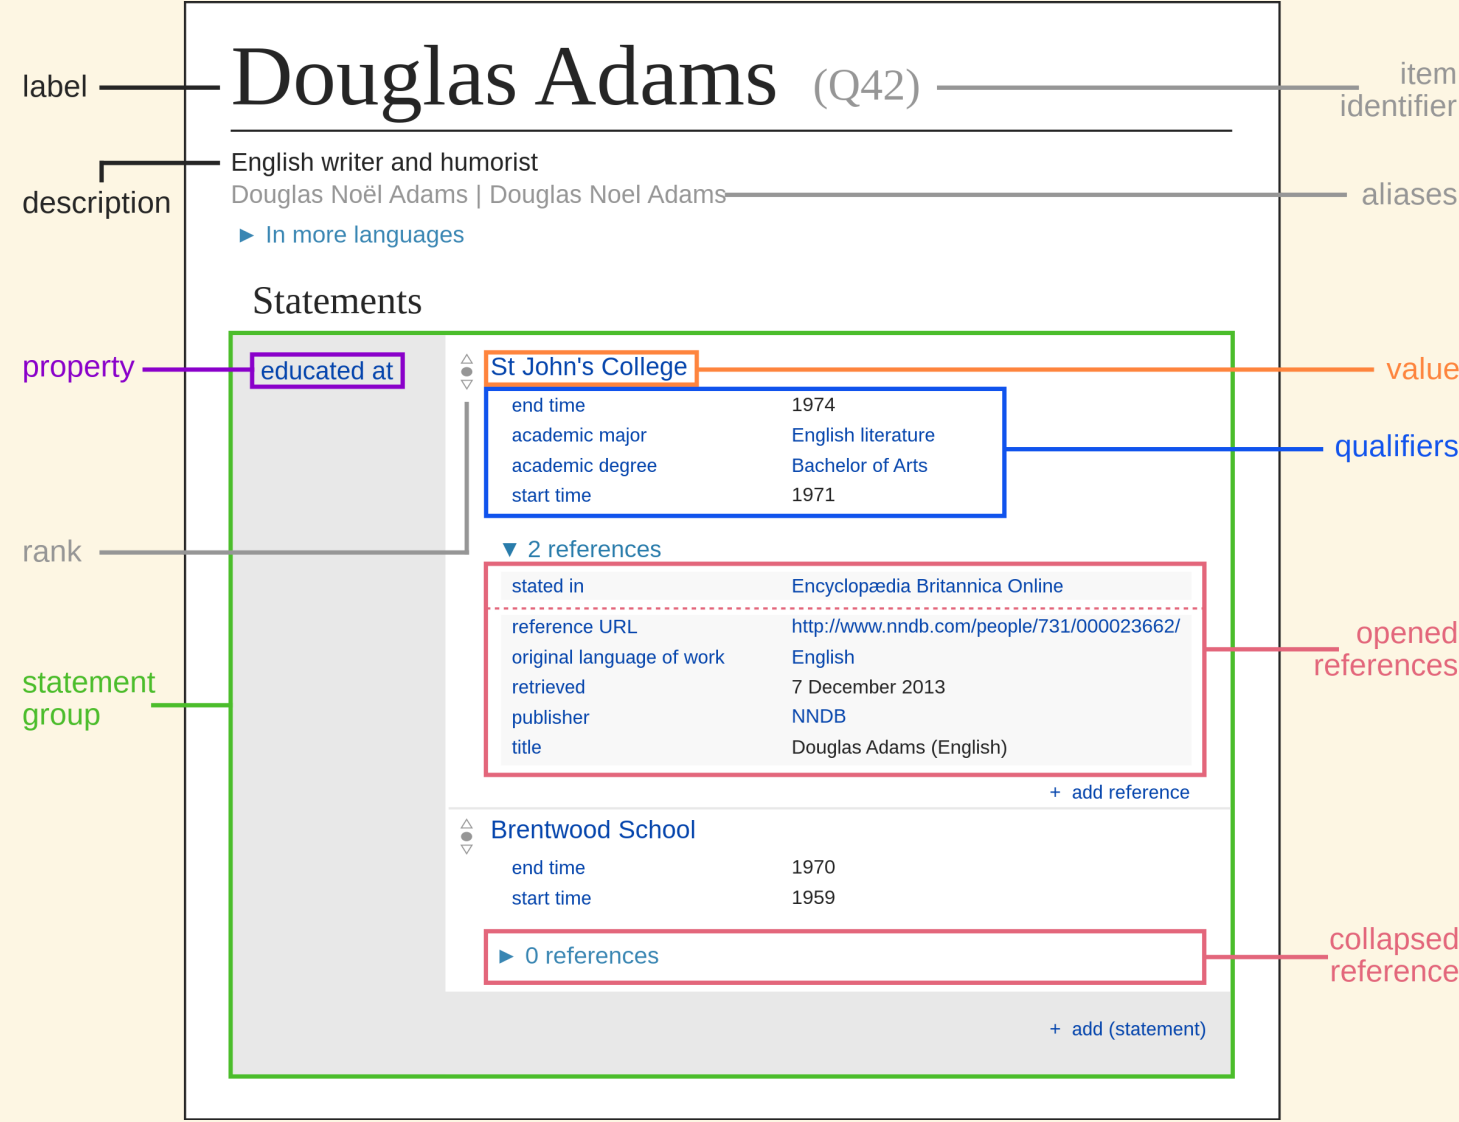 label
Douglas Adams (Q42)
item
identifier
description
English writer and humorist
Douglas Noël Adams | Douglas Noel Adams
aliases
► In more languages
Statements
property
educated at
St John's College
value
end time 1974
academic major English literature
academic degree Bachelor of Arts
start time 1971
qualifiers
rank
▼ 2 references
stated in Encyclopædia Britannica Online
reference URL http://www.nndb.com/people/731/000023662/
original language of work English
retrieved 7 December 2013
publisher NNDB
title Douglas Adams (English)
opened
references
statement
group
+ add reference
Brentwood School
end time 1970
start time 1959
► 0 references
collapsed
reference
+ add (statement)